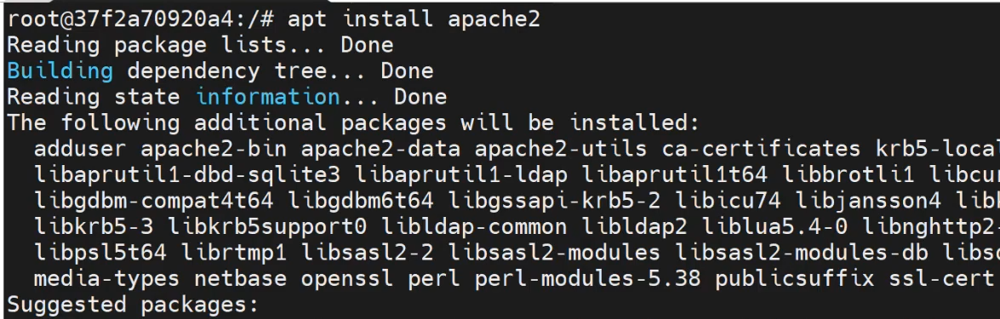 root@37f2a70920a4:/# apt install apache2
Reading package lists... Done
Building dependency tree... Done
Reading state information... Done
The following additional packages will be installed:
adduser apache2-bin apache2-data apache2-utils ca-certificates krb5-local
libaprutil1-dbd-sqlite3 libaprutil1-ldap libaprutil1t64 libbrotli1 libcur
libgdbm-compat4t64 libgdbm6t64 libgssapi-krb5-2 libicu74 libjansson4
libkrb5-3 libkrb5support0 libldap-common libldap2 liblua5.4-0 libnghttp2-
libpsl5t64 librtmp1 libsasl2-2 libsasl2-modules libsasl2-modules-db
media-types netbase openssl perl perl-modules-5.38 publicsuffix ssl-cert
Suggested packages: